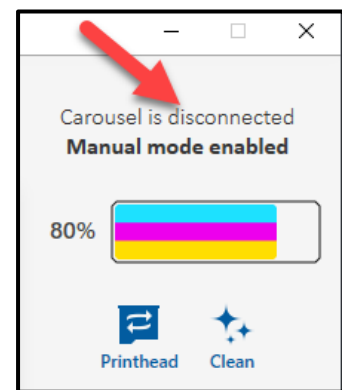 Carousel is disconnected
Manual mode enabled
80%
Printhead Clean